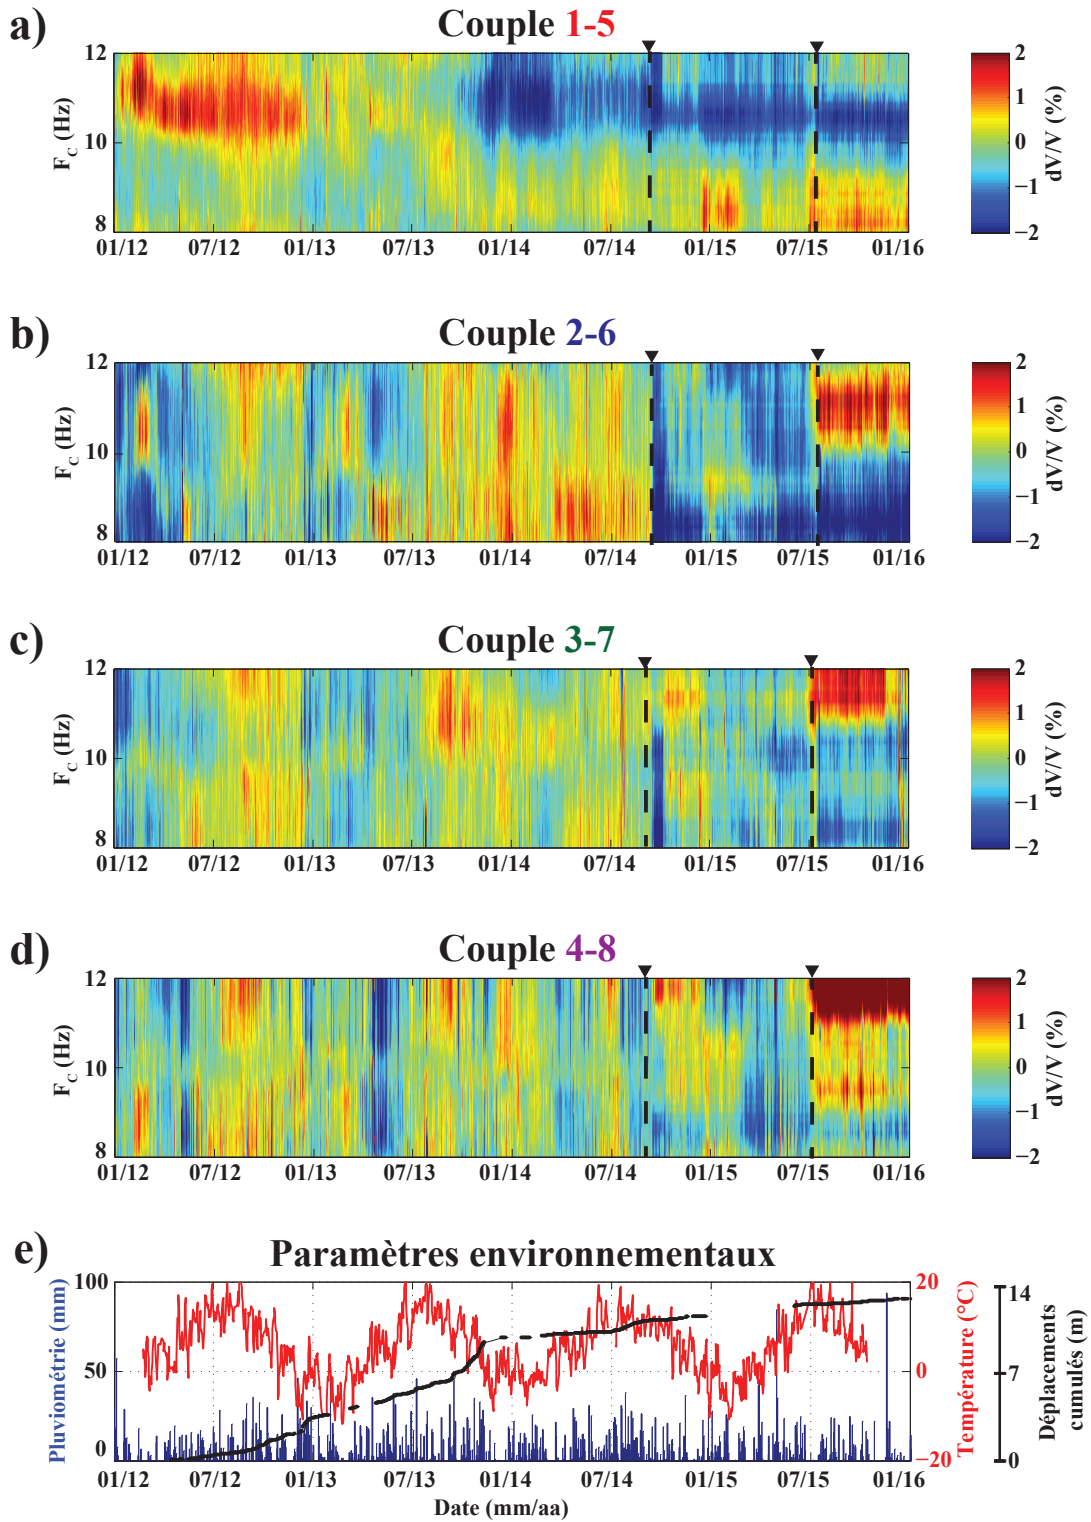 a)
Couple 1-5
12
10
8
F_C (Hz)
01/12 07/12 01/13 07/13 01/14 07/14 01/15 07/15 01/16
2
1
0
−1
−2
dV/V (%)
b)
Couple 2-6
12
10
8
F_C (Hz)
01/12 07/12 01/13 07/13 01/14 07/14 01/15 07/15 01/16
2
1
0
−1
−2
dV/V (%)
c)
Couple 3-7
12
10
8
F_C (Hz)
01/12 07/12 01/13 07/13 01/14 07/14 01/15 07/15 01/16
2
1
0
−1
−2
dV/V (%)
d)
Couple 4-8
12
10
8
F_C (Hz)
01/12 07/12 01/13 07/13 01/14 07/14 01/15 07/15 01/16
2
1
0
−1
−2
dV/V (%)
e)
Paramètres environnementaux
Pluviométrie (mm)
100
50
0
20
0
−20
Température (°C)
14
7
0
Déplacements
cumulés (m)
01/12 07/12 01/13 07/13 01/14 07/14 01/15 07/15 01/16
Date (mm/aa)